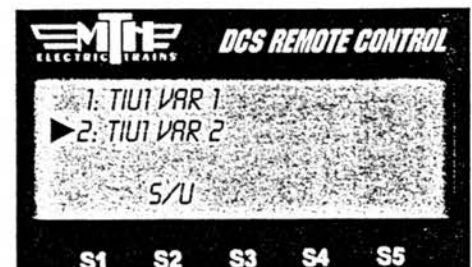 MTH
ELECTRIC TRAINS
DCS REMOTE CONTROL
1: TIU1 VAR 1
2: TIU1 VAR 2
S/U
S1 S2 S3 S4 S5